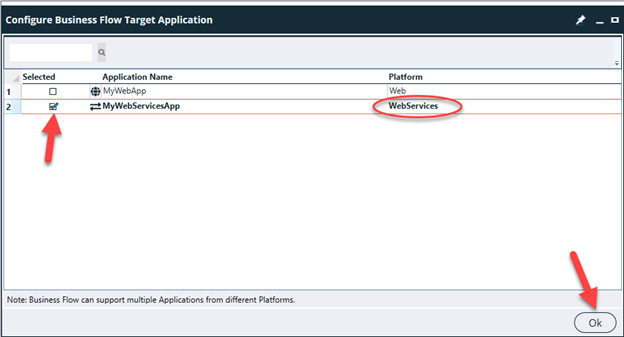 Configure Business Flow Target Application
Selected Application Name Platform
1 MyWebApp Web
2 MyWebServicesApp WebServices
Note: Business Flow can support multiple Applications from different Platforms.
Ok